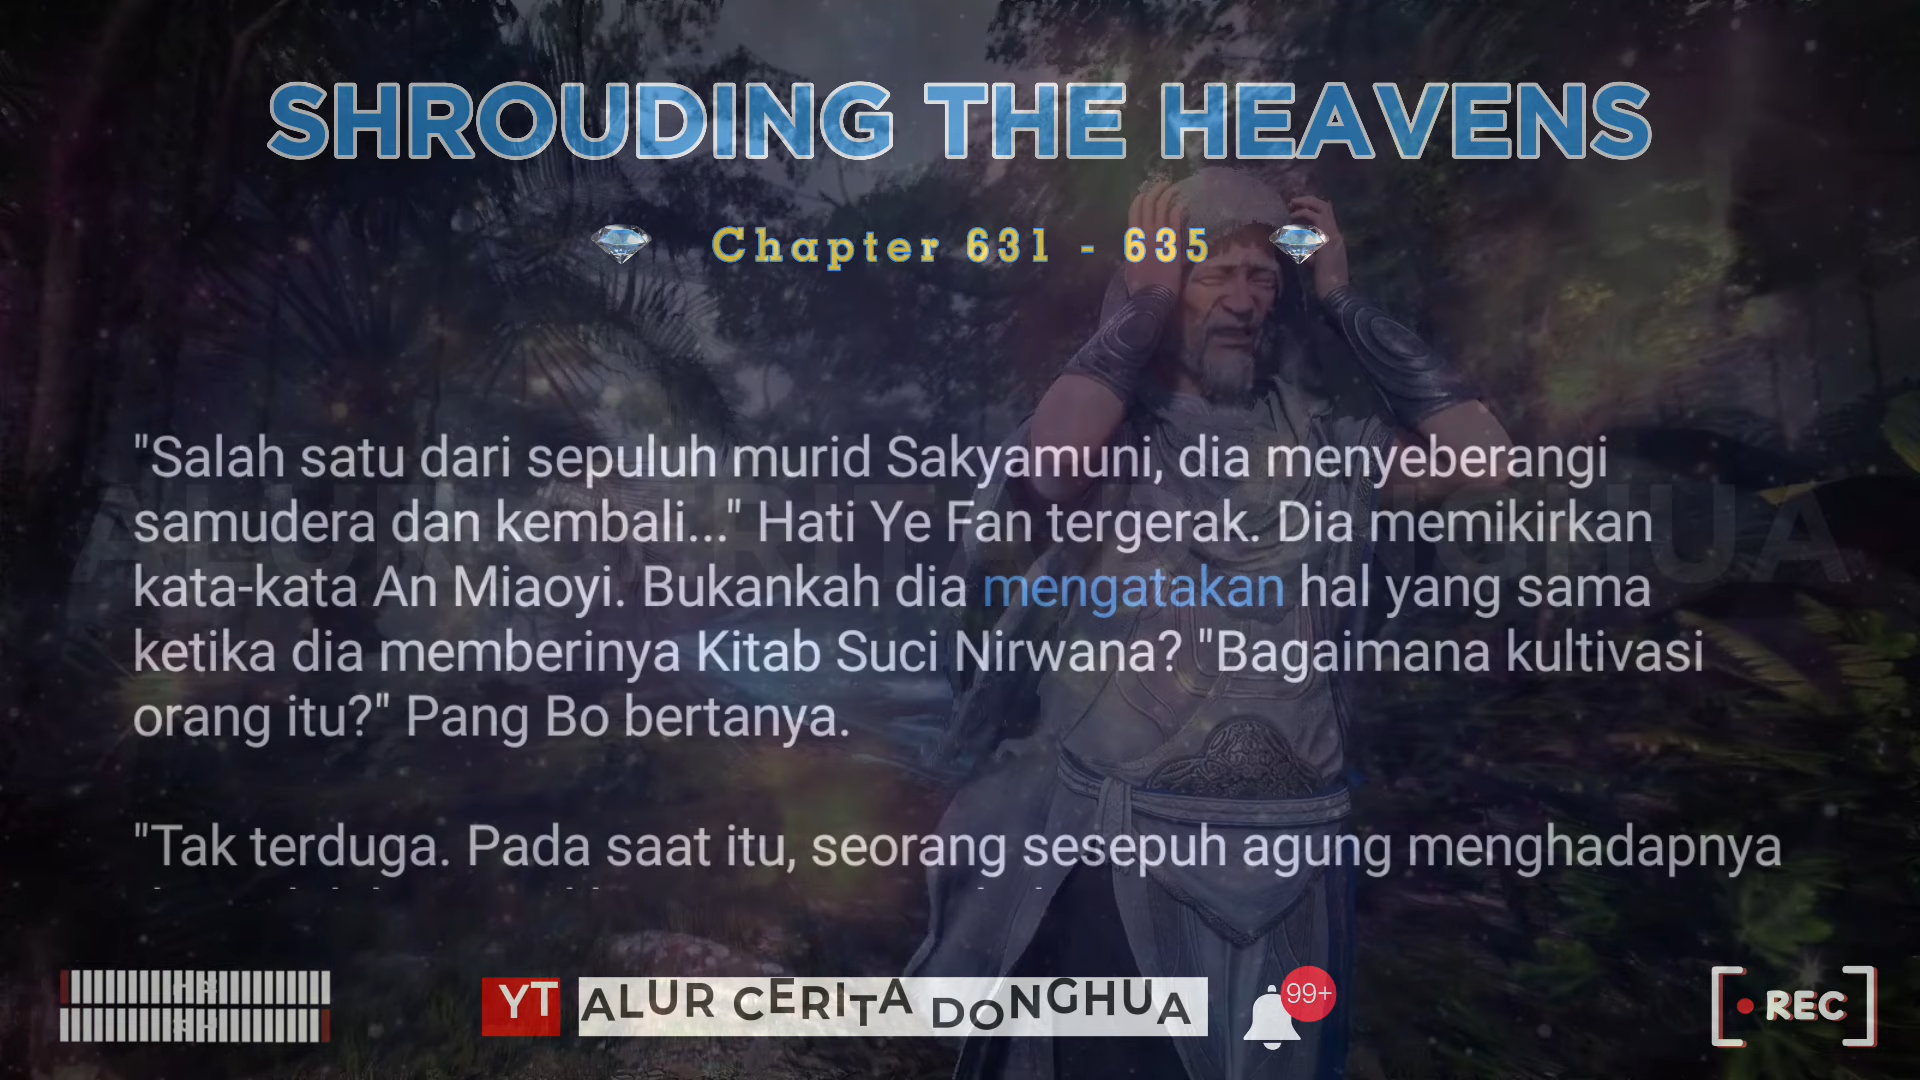 SHROUDING THE HEAVENS
Chapter 631 - 635
"Salah satu dari sepuluh murid Sakyamuni, dia menyeberangi
samudera dan kembali..." Hati Ye Fan tergerak. Dia memikirkan
kata-kata An Miaoyi. Bukankah dia mengatakan hal yang sama
ketika dia memberinya Kitab Suci Nirwana? "Bagaimana kultivasi
orang itu?" Pang Bo bertanya.
"Tak terduga. Pada saat itu, seorang sesepuh agung menghadapnya
ALUR CERITA DONGHUA
YT ALUR CERITA DONGHUA
99+
REC